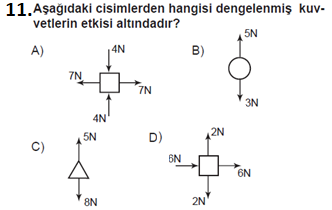 11. Aşağıdaki cisimlerden hangisi dengelenmiş kuv-
vetlerin etkisi altındadır?
A)
4N
7N
7N
4N
B)
5N
3N
C)
5N
8N
D)
2N
6N
6N
2N